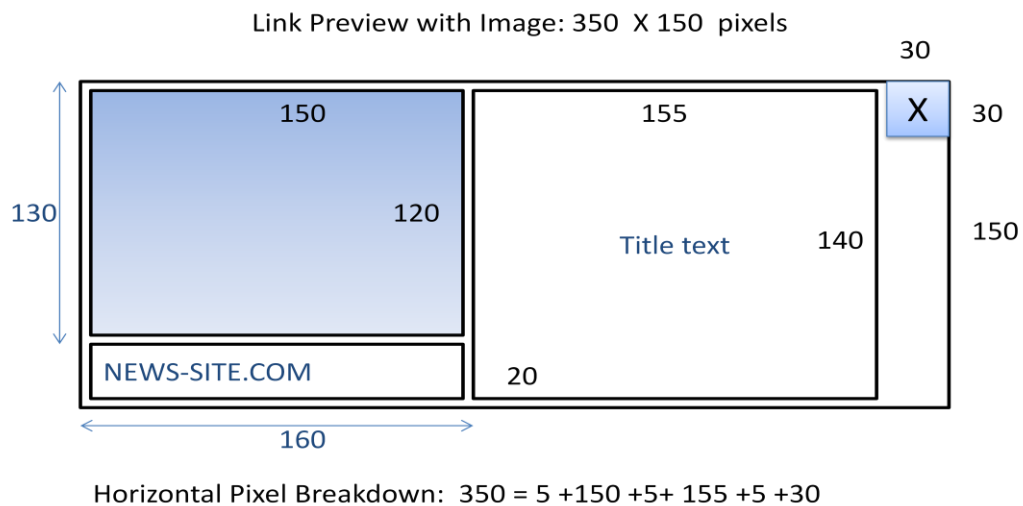 Link Preview with Image: 350 X 150 pixels
30
150
155
X
30
130
120
Title text
140
150
NEWS-SITE.COM
20
160
Horizontal Pixel Breakdown: 350 = 5 +150 +5+ 155 +5 +30